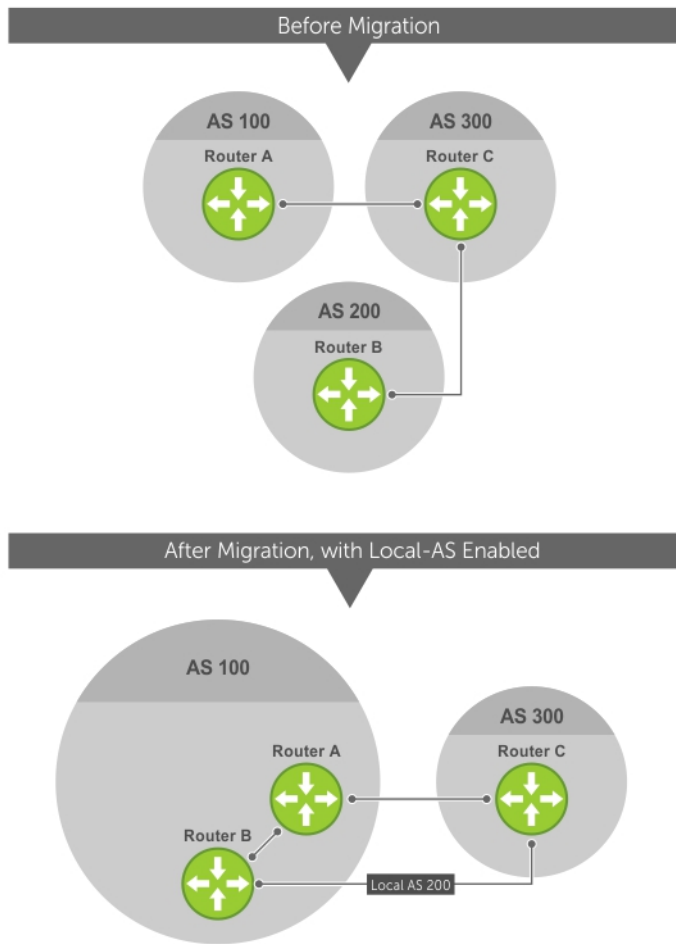 Before Migration
AS 100
AS 300
Router A
Router C
AS 200
Router B
After Migration, with Local-AS Enabled
AS 100
AS 300
Router A
Router C
Router B
Local AS 200